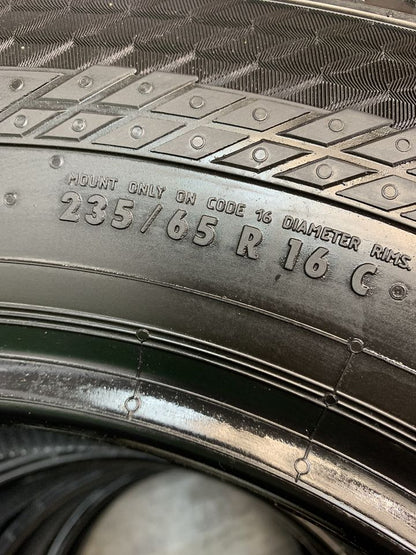 MOUNT ONLY ON CODE 16 DIAMETER RIMS.
235/65 R 16 C